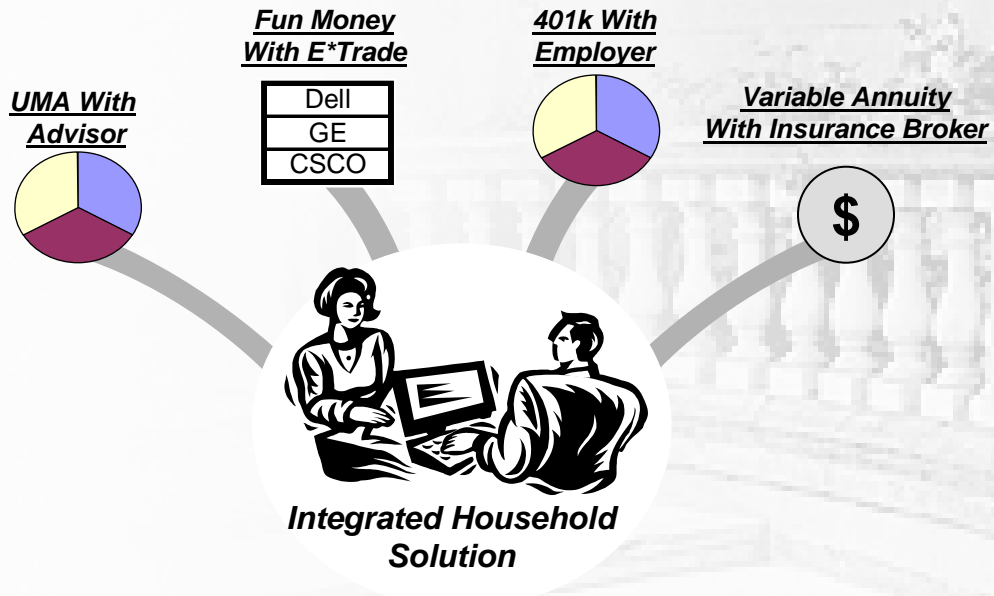 UMA With
Advisor
Fun Money
With E*Trade
Dell
GE
CSCO
401k With
Employer
Variable Annuity
With Insurance Broker
$
Integrated Household
Solution